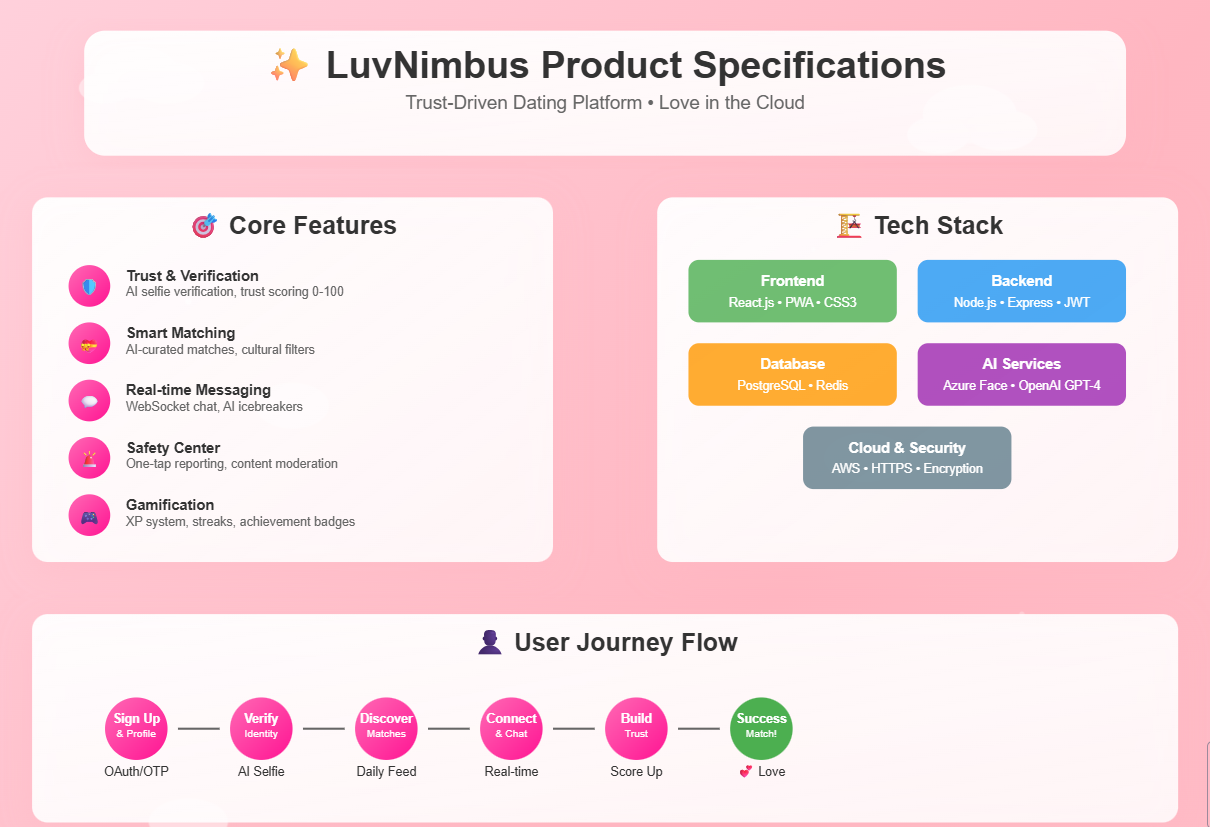 ✨ LuvNimbus Product Specifications
Trust-Driven Dating Platform • Love in the Cloud
🎯 Core Features
Trust & Verification
AI selfie verification, trust scoring 0-100
Smart Matching
AI-curated matches, cultural filters
Real-time Messaging
WebSocket chat, AI icebreakers
Safety Center
One-tap reporting, content moderation
Gamification
XP system, streaks, achievement badges
🏗️ Tech Stack
Frontend
React.js • PWA • CSS3
Backend
Node.js • Express • JWT
Database
PostgreSQL • Redis
AI Services
Azure Face • OpenAI GPT-4
Cloud & Security
AWS • HTTPS • Encryption
👤 User Journey Flow
Sign Up
& Profile
OAuth/OTP
Verify
Identity
AI Selfie
Discover
Matches
Daily Feed
Connect
& Chat
Real-time
Build
Trust
Score Up
Success
Match!
💕 Love